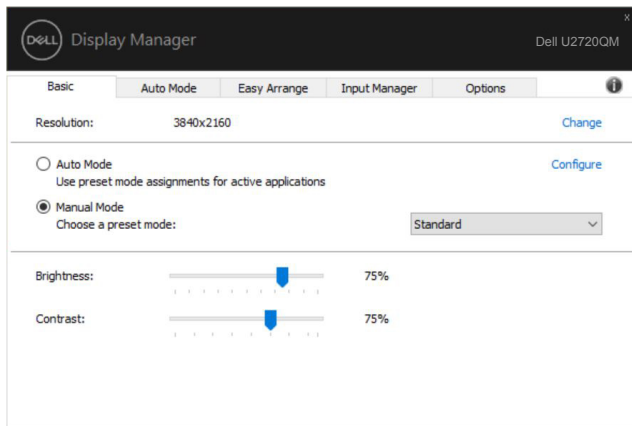 DELL Display Manager
x
Dell U2720QM
Basic Auto Mode Easy Arrange Input Manager Options i
Resolution: 3840x2160 Change
Auto Mode Configure
Use preset mode assignments for active applications
Manual Mode
Choose a preset mode: Standard
Brightness: 75%
Contrast: 75%